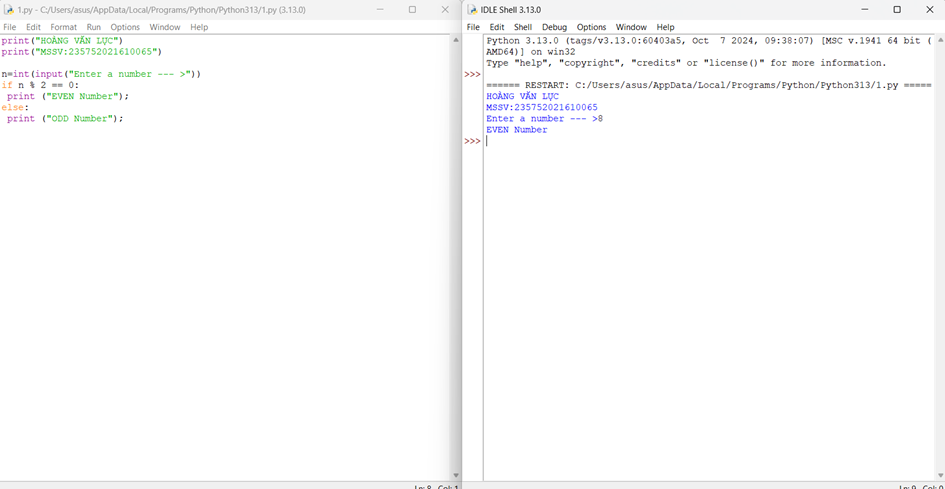 1.py - C:/Users/asus/AppData/Local/Programs/Python/Python313/1.py (3.13.0)
File Edit Format Run Options Window Help
print("HOÀNG VĂN LỤC")
print("MSSV:235752021610065")
n=int(input("Enter a number --- >"))
if n % 2 == 0:
 print ("EVEN Number");
else:
 print ("ODD Number");
Ln: 8 Col: 1
IDLE Shell 3.13.0
File Edit Shell Debug Options Window Help
Python 3.13.0 (tags/v3.13.0:60403a5, Oct  7 2024, 09:38:07) [MSC v.1941 64 bit (
AMD64)] on win32
Type "help", "copyright", "credits" or "license()" for more information.
>>>
====== RESTART: C:/Users/asus/AppData/Local/Programs/Python/Python313/1.py =====
HOÀNG VĂN LỤC
MSSV:235752021610065
Enter a number --- >8
EVEN Number
>>>
Ln: 9 Col: 0